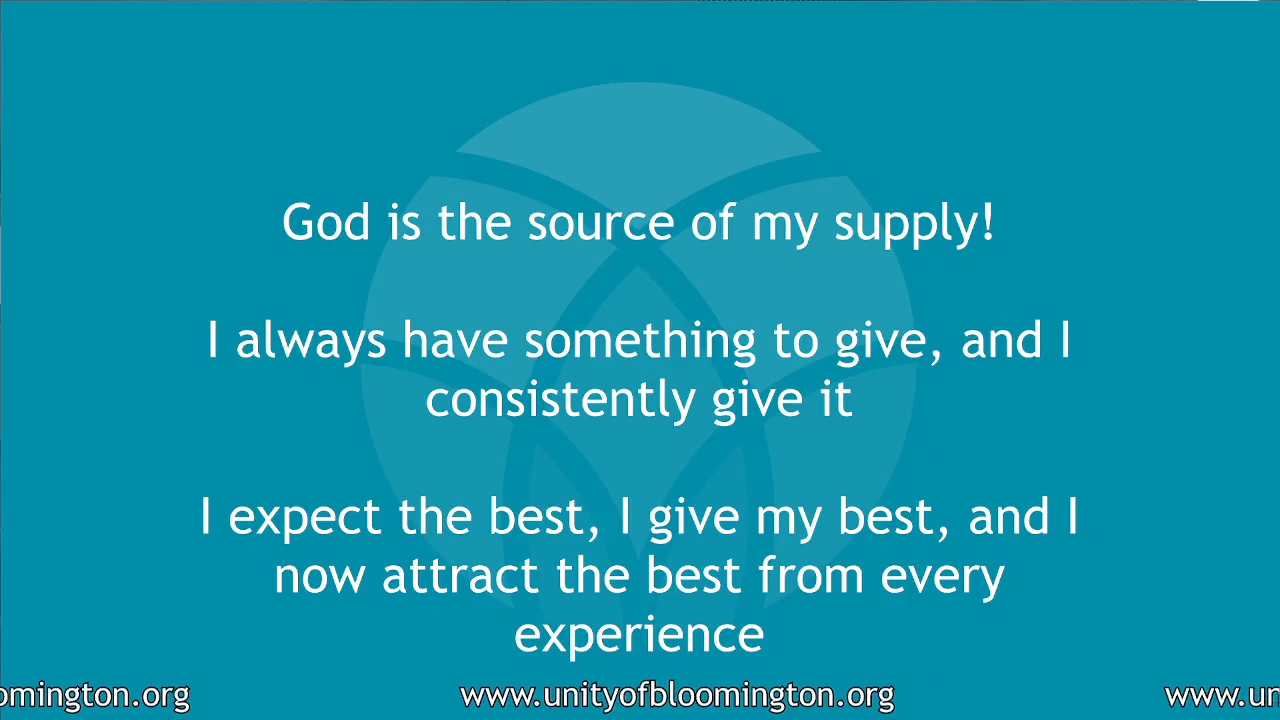 God is the source of my supply!
I always have something to give, and I
consistently give it
I expect the best, I give my best, and I
now attract the best from every
experience
omington.org www.unityofbloomington.org www.un